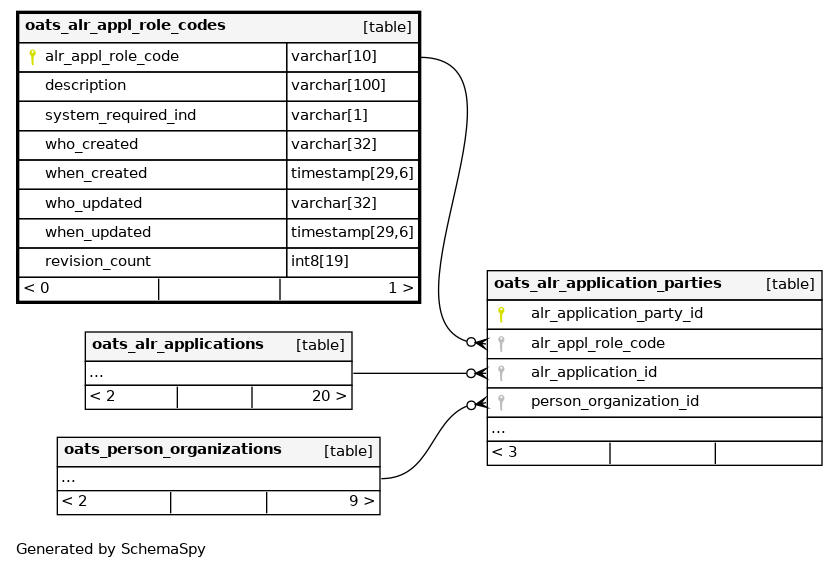 oats_alr_appl_role_codes [table]
alr_appl_role_code varchar[10]
description varchar[100]
system_required_ind varchar[1]
who_created varchar[32]
when_created timestamp[29,6]
who_updated varchar[32]
when_updated timestamp[29,6]
revision_count int8[19]
< 0 1 >
oats_alr_application_parties [table]
alr_application_party_id
alr_appl_role_code
alr_application_id
person_organization_id
...
< 3
oats_alr_applications [table]
...
< 2 20 >
oats_person_organizations [table]
...
< 2 9 >
Generated by SchemaSpy